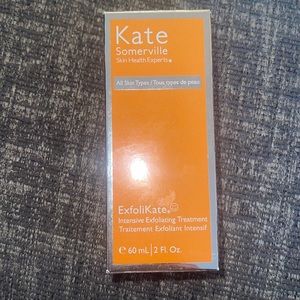 Kate
Somerville
Skin Health Experts
All Skin Types / Tous types de peau
ExfoliKate
Intensive Exfoliating Treatment
Traitement Exfoliant Intensif
℮ 60 mL | 2 Fl. Oz.